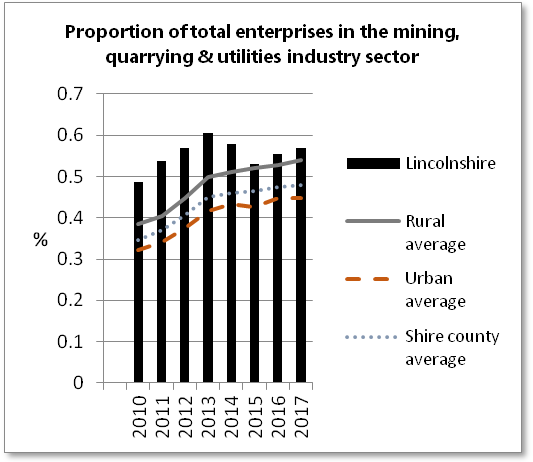 Proportion of total enterprises in the mining,
quarrying & utilities industry sector
0.7
0.6
0.5
0.4
0.3
0.2
0.1
0
%
2010
2011
2012
2013
2014
2015
2016
2017
Lincolnshire
Rural
average
Urban
average
Shire county
average